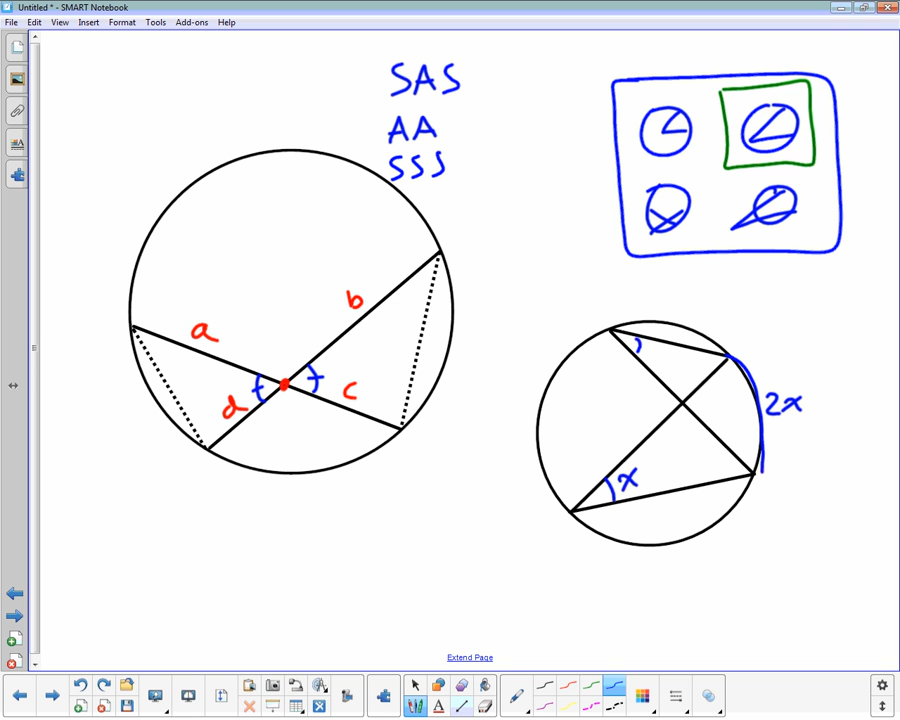 Untitled * - SMART Notebook
File Edit View Insert Format Tools Add-ons Help
SAS
AA
SSS
b
a
c
d
2x
x
Extend Page